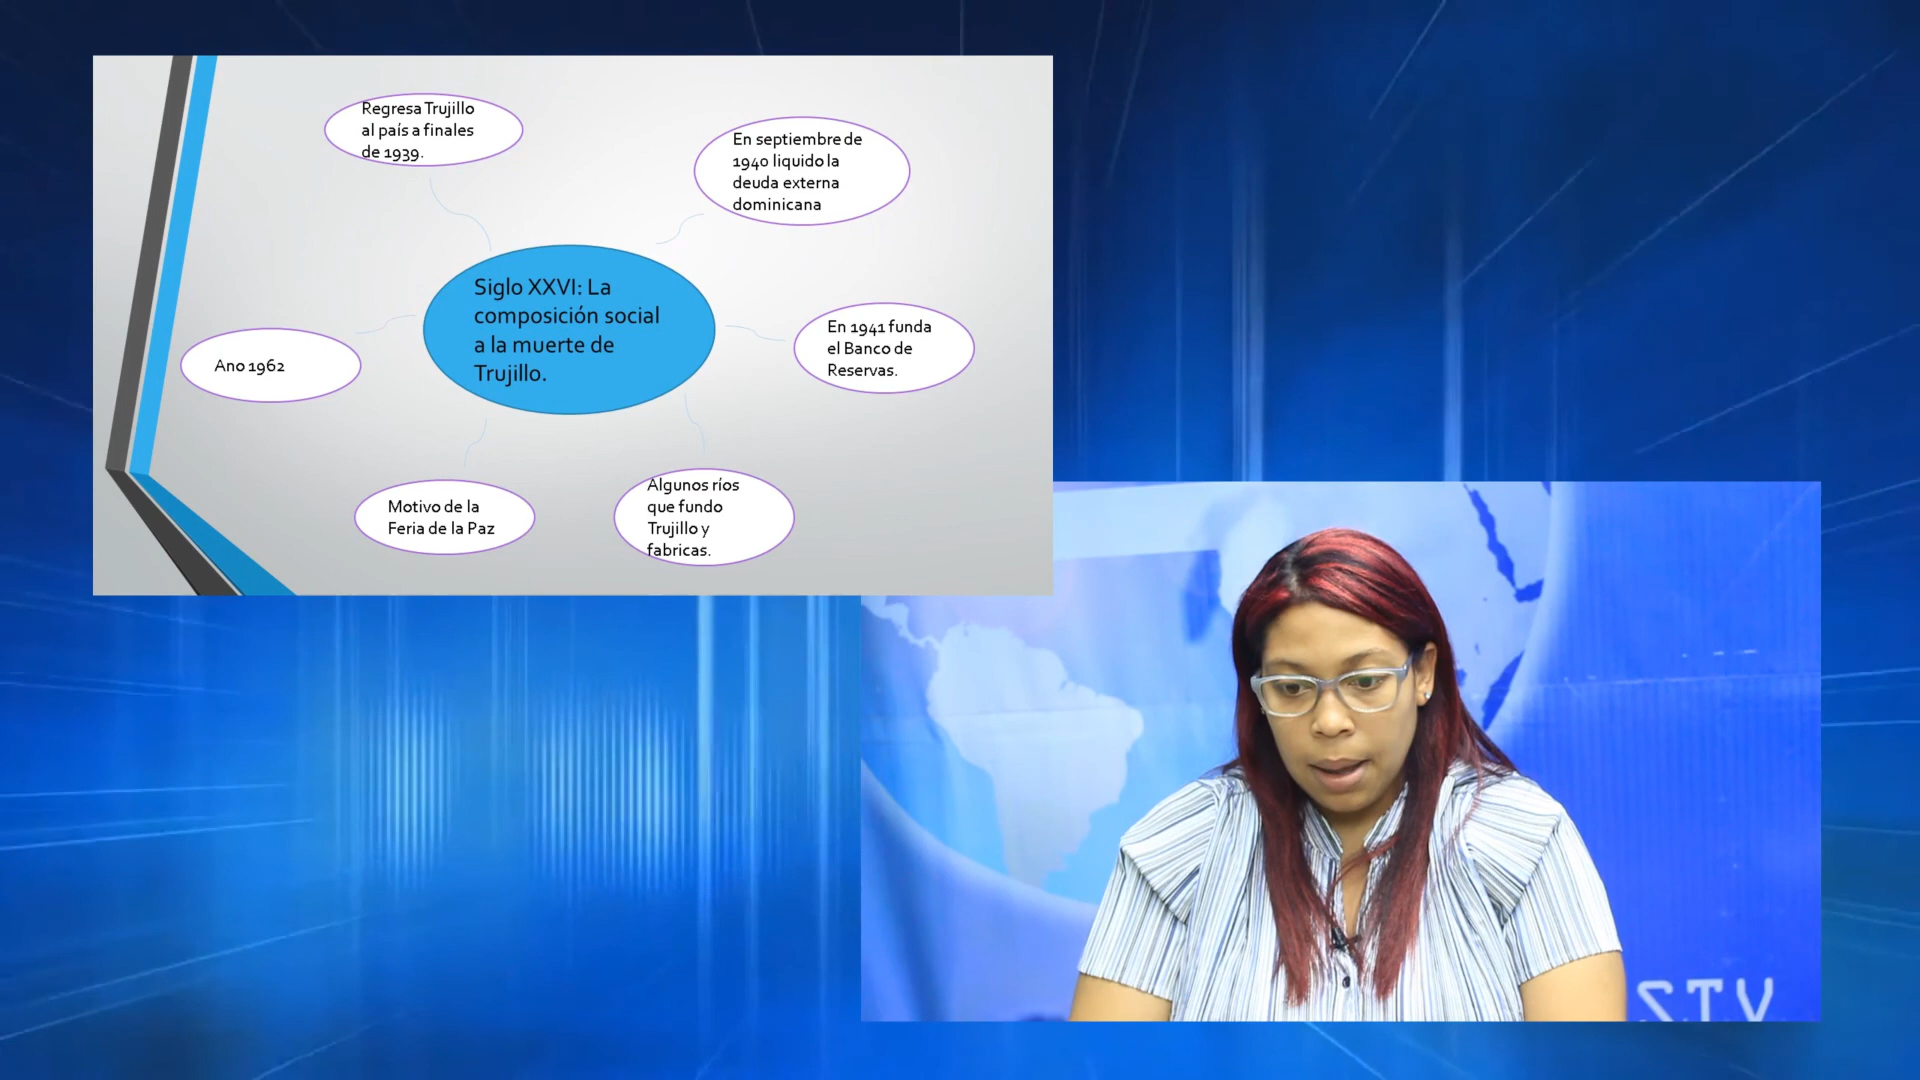 Regresa Trujillo
al país a finales
de 1939.
En septiembre de
1940 liquido la
deuda externa
dominicana
Siglo XXVI: La
composición social
a la muerte de
Trujillo.
En 1941 funda
el Banco de
Reservas.
Ano 1962
Motivo de la
Feria de la Paz
Algunos ríos
que fundo
Trujillo y
fabricas.
STV